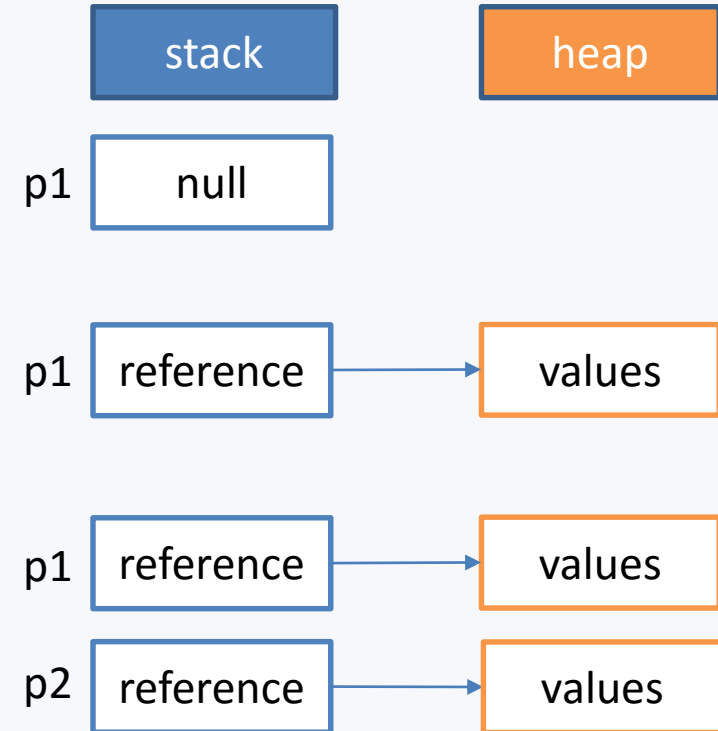 stack heap
p1 null
p1 reference values
p1 reference values
p2 reference values